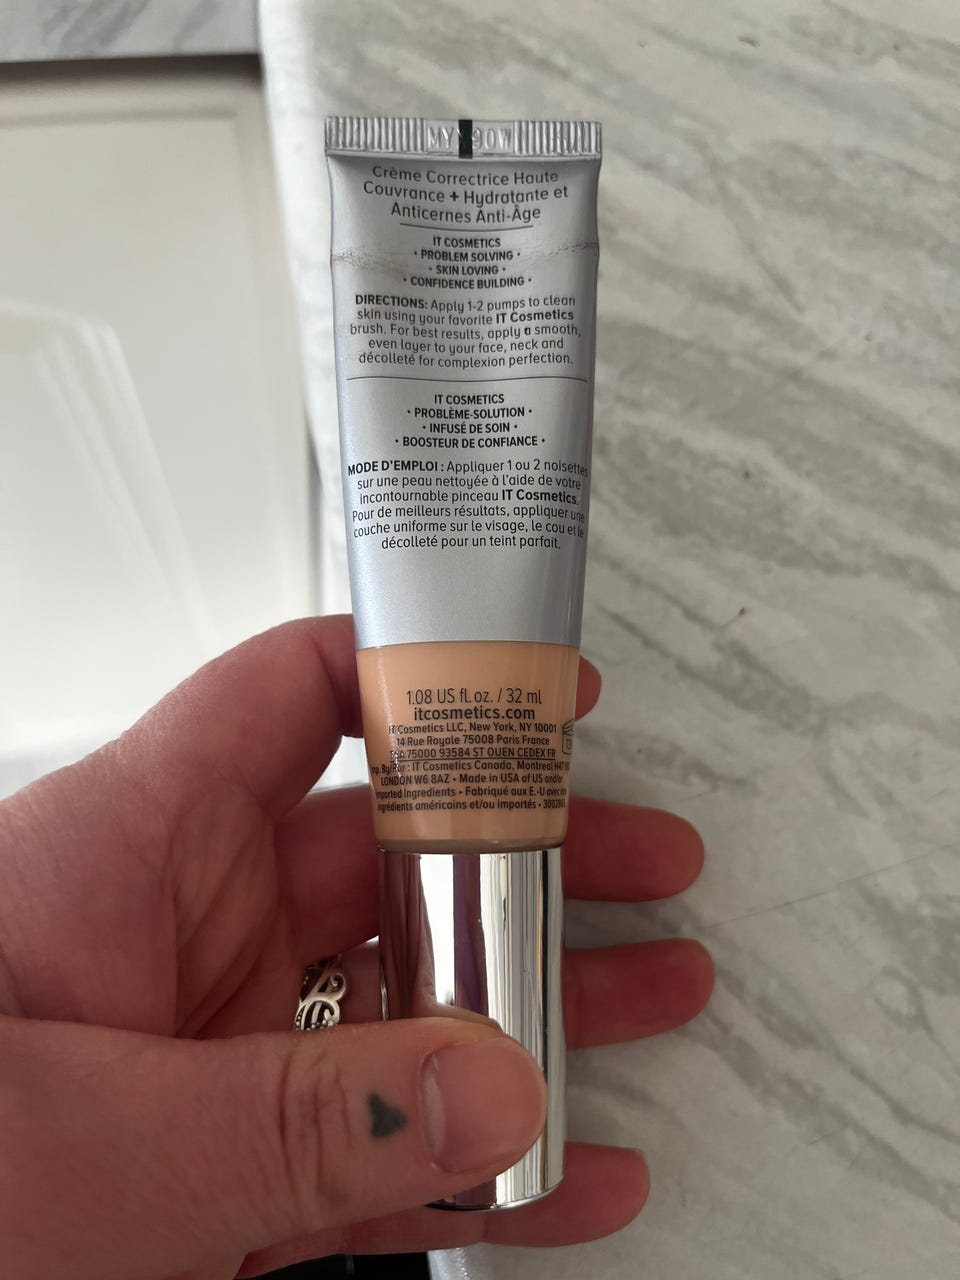 Crème Correctrice Haute
Couvrance + Hydratante et
Anticernes Anti-Âge
IT COSMETICS
• PROBLEM SOLVING •
• SKIN LOVING •
• CONFIDENCE BUILDING •
DIRECTIONS: Apply 1-2 pumps to clean
skin using your favorite IT Cosmetics
brush. For best results, apply a smooth,
even layer to your face, neck and
décolleté for complexion perfection.
IT COSMETICS
• PROBLÈME-SOLUTION •
• INFUSÉ DE SOIN •
• BOOSTEUR DE CONFIANCE •
MODE D'EMPLOI : Appliquer 1 ou 2 noisettes
sur une peau nettoyée à l'aide de votre
incontournable pinceau IT Cosmetics.
Pour de meilleurs résultats, appliquer une
couche uniforme sur le visage, le cou et le
décolleté pour un teint parfait.
1.08 US fl. oz. / 32 ml
itcosmetics.com
IT Cosmetics LLC, New York, NY 10001
14 Rue Royale 75008 Paris France
75000 93584 ST OUEN CEDEX FR
IT Cosmetics Canada, Montreal
LONDON W6 8AZ • Made in USA of US and/or
Imported Ingredients • Fabriqué aux E.-U avec des
ingrédients américains et/ou importés •